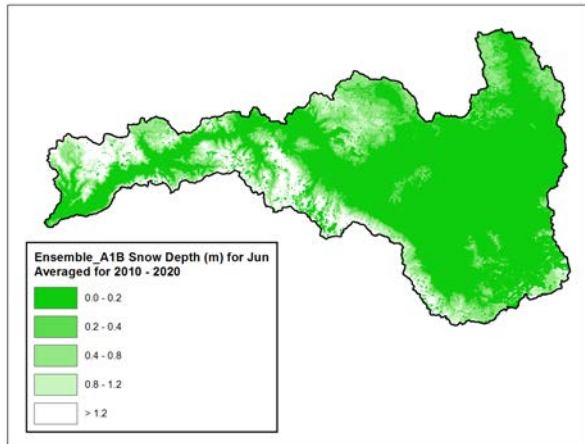 Ensemble_A1B Snow Depth (m) for Jun
Averaged for 2010 - 2020
0.0 - 0.2
0.2 - 0.4
0.4 - 0.8
0.8 - 1.2
> 1.2